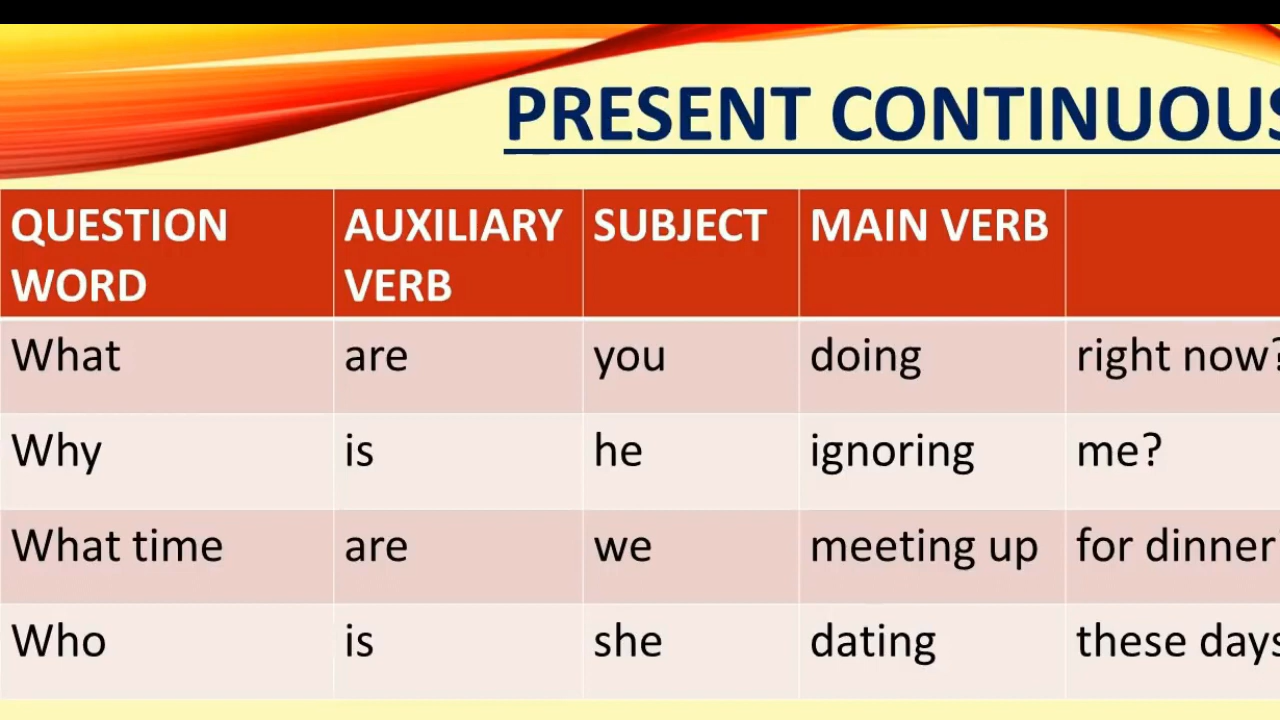 PRESENT CONTINUOUS
QUESTION WORD AUXILIARY VERB SUBJECT MAIN VERB
What are you doing right now?
Why is he ignoring me?
What time are we meeting up for dinner
Who is she dating these days